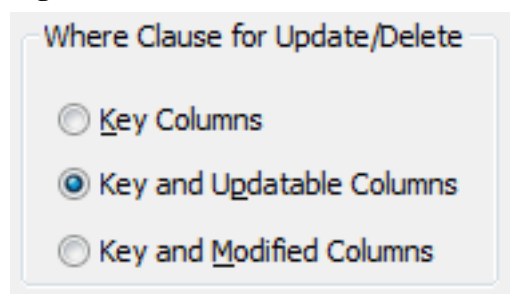 Where Clause for Update/Delete
Key Columns
Key and Updatable Columns
Key and Modified Columns